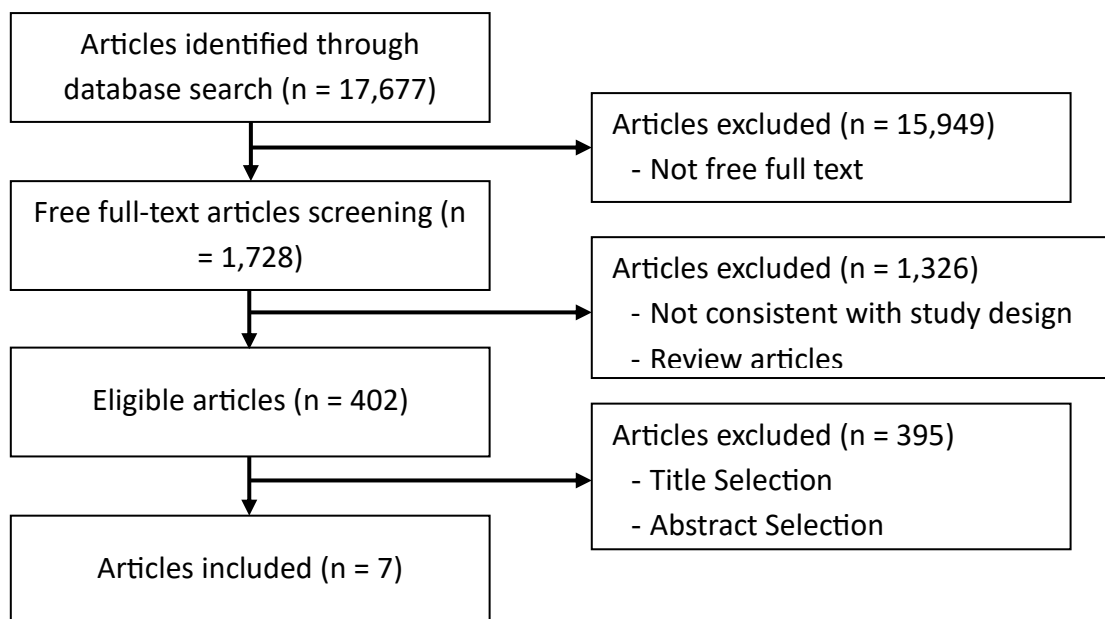 Articles identified through
database search (n = 17,677)
Articles excluded (n = 15,949)
- Not free full text
Free full-text articles screening (n
= 1,728)
Articles excluded (n = 1,326)
- Not consistent with study design
- Review articles
Eligible articles (n = 402)
Articles excluded (n = 395)
- Title Selection
- Abstract Selection
Articles included (n = 7)